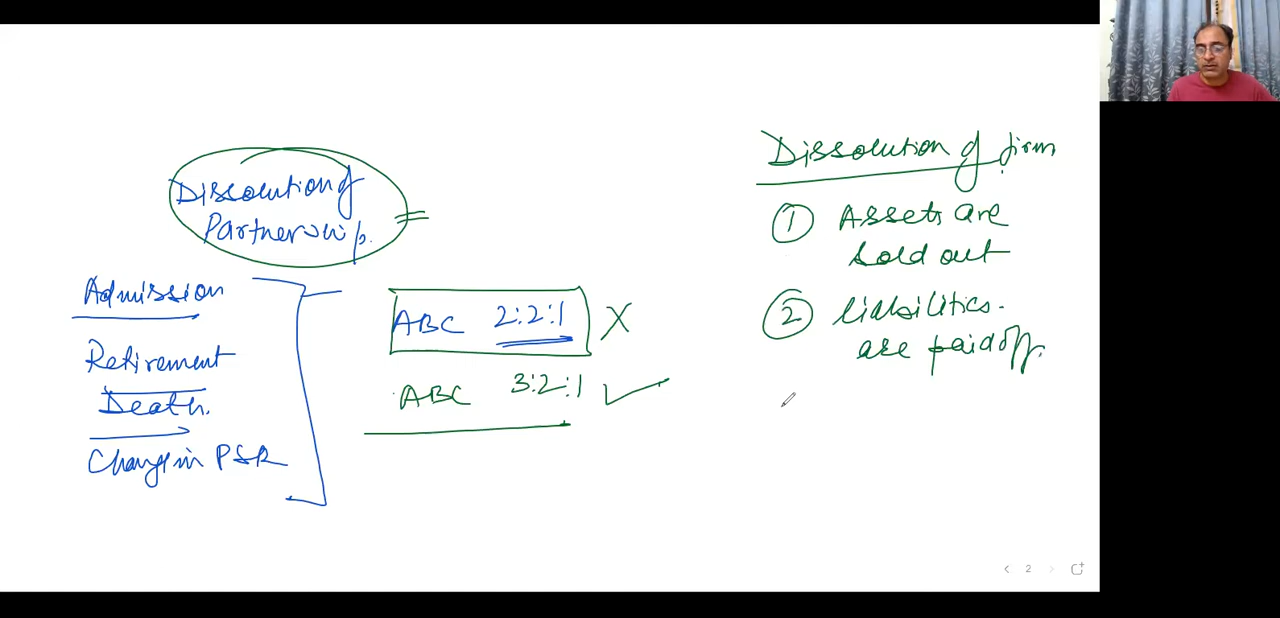 Dissolution of
Partnership.
Admission
Retirement
Death.
Change in PSR
ABC 2:2:1 X
ABC 3:2:1 ✓
Dissolution of firm
① Assets are
sold out
② liabilities
are paid off.
2